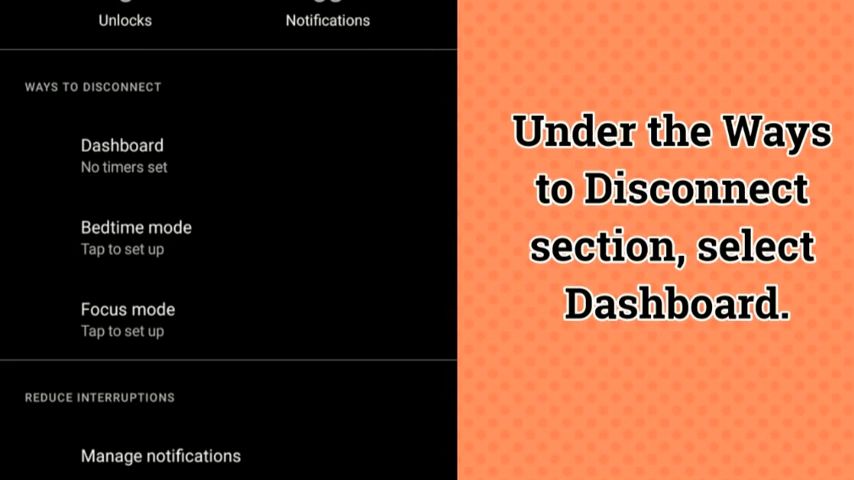 Unlocks
Notifications
WAYS TO DISCONNECT
Dashboard
No timers set
Bedtime mode
Tap to set up
Focus mode
Tap to set up
REDUCE INTERRUPTIONS
Manage notifications
Under the Ways
to Disconnect
section, select
Dashboard.